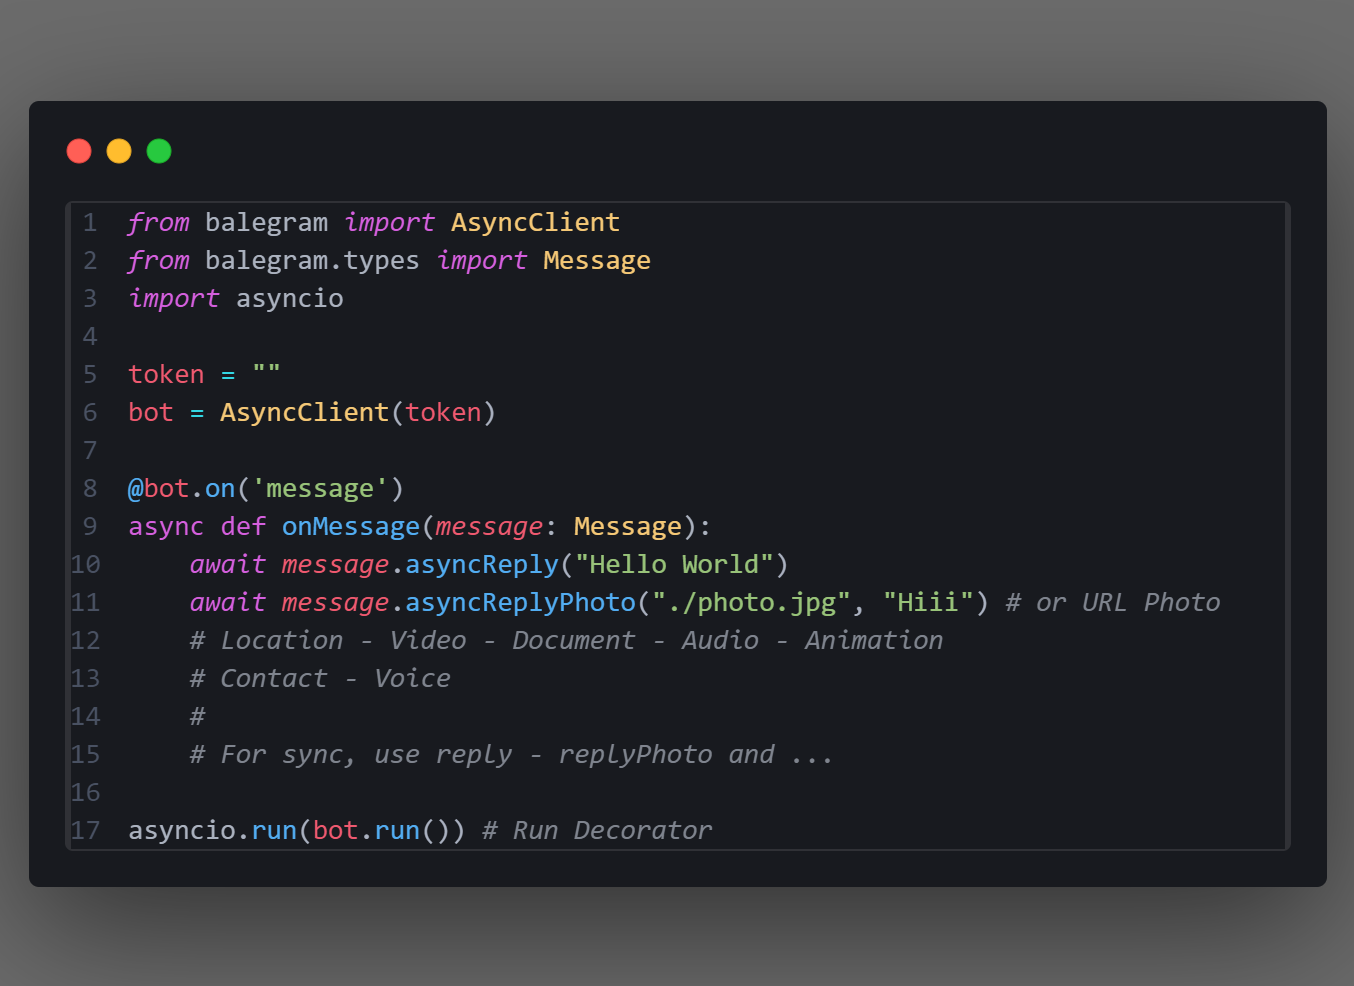 1 from balegram import AsyncClient
2 from balegram.types import Message
3 import asyncio
4
5 token = ""
6 bot = AsyncClient(token)
7
8 @bot.on('message')
9 async def onMessage(message: Message):
10     await message.asyncReply("Hello World")
11     await message.asyncReplyPhoto("./photo.jpg", "Hiii") # or URL Photo
12     # Location - Video - Document - Audio - Animation
13     # Contact - Voice
14     #
15     # For sync, use reply - replyPhoto and ...
16
17 asyncio.run(bot.run()) # Run Decorator